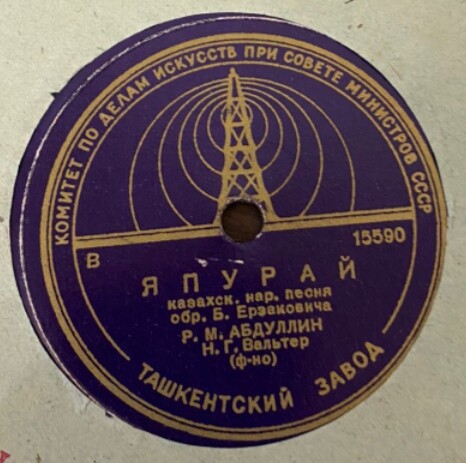 КОМИТЕТ ПО ДЕЛАМ ИСКУССТВ ПРИ СОВЕТЕ МИНИСТРОВ СССР
В 15590
ЯПУРАЙ
казахск. нар. песня
обр. Б. Ерзаковича
Р. М. АБДУЛЛИН
Н. Г. Вальтер
(ф-но)
ТАШКЕНТСКИЙ ЗАВОД